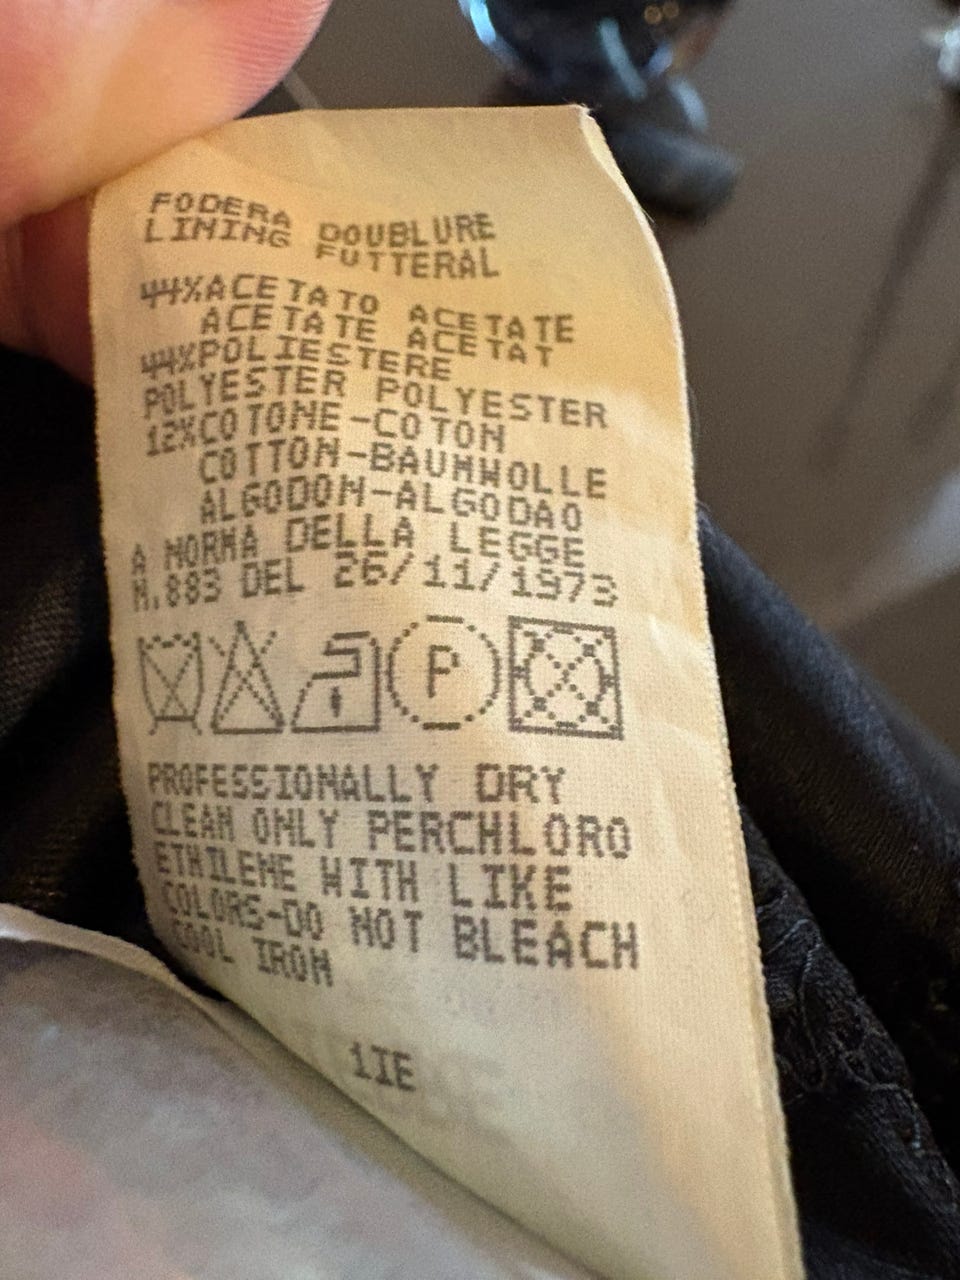 FODERA DOUBLURE
LINING FUTTERAL
44%ACETATO ACETATE
ACETATE ACETAT
44%POLIESTERE
POLYESTER POLYESTER
12%COTONE-COTON
COTTON-BAUMWOLLE
ALGODON-ALGODAO
A NORMA DELLA LEGGE
N.883 DEL 26/11/1973
P
PROFESSIONALLY DRY
CLEAN ONLY PERCHLORO
ETHILENE WITH LIKE
COLORS-DO NOT BLEACH
COOL IRON
1IE